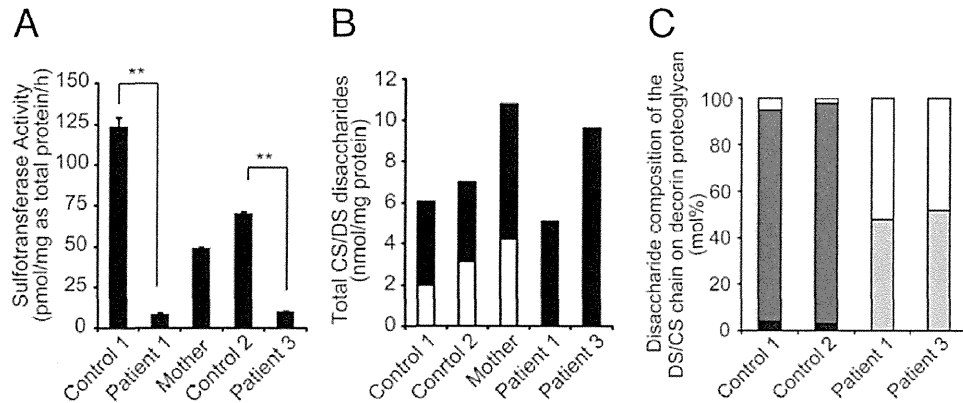 A
Sulfotransferase Activity
(pmol/mg as total protein/h)
150
125
100
75
50
25
0
**
**
Control 1
Patient 1
Mother
Control 2
Patient 3
B
Total CS/DS disaccharides
(nmol/mg protein)
12
10
8
6
4
2
0
Control 1
Conrtol 2
Mother
Patient 1
Patient 3
C
Disaccharide composition of the
DS/CS chain on decorin proteoglycan
(mol%)
100
80
60
40
20
0
Control 1
Control 2
Patient 1
Patient 3